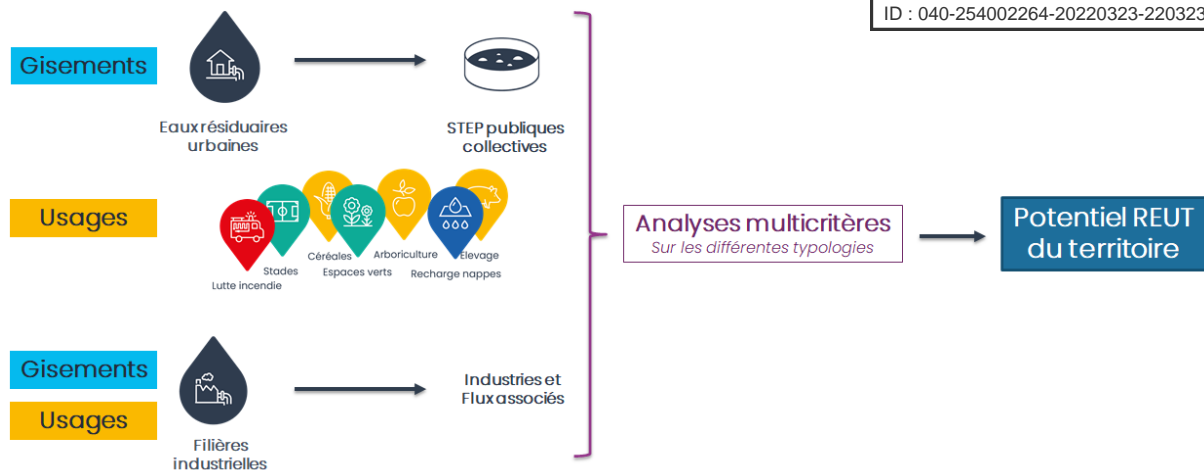 ID : 040-254002264-20220323-220323
Gisements
Eaux résiduaires
urbaines
STEP publiques
collectives
Usages
Lutte incendie
Stades
Céréales
Espaces verts
Arboriculture
Recharge nappes
Elevage
Analyses multicritères
Sur les différentes typologies
Potentiel REUT
du territoire
Gisements
Usages
Filières
industrielles
Industries et
Flux associés